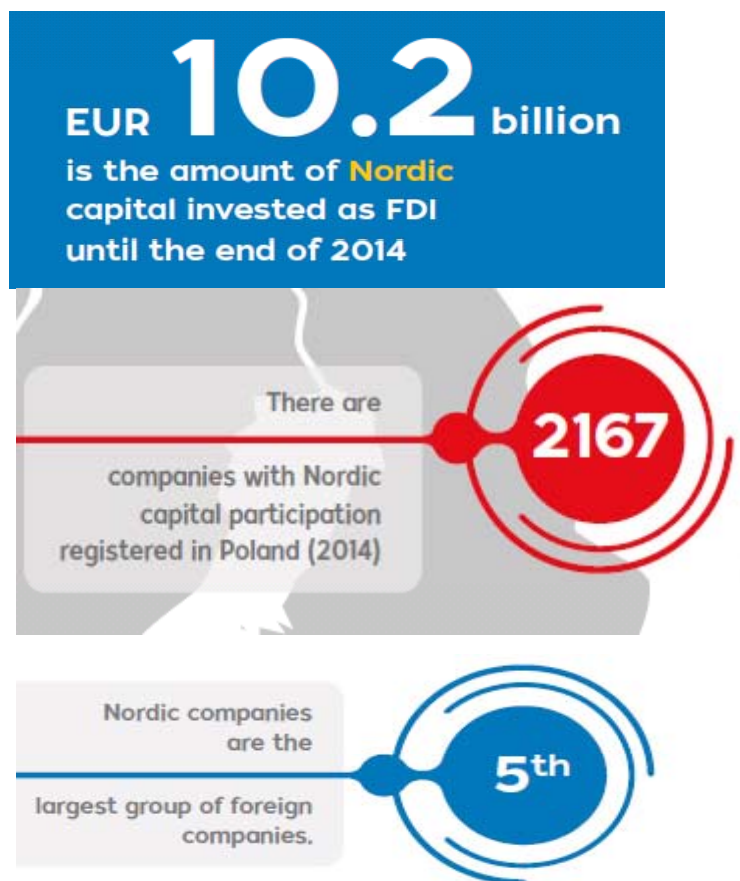 EUR 10.2 billion
is the amount of Nordic
capital invested as FDI
until the end of 2014
There are
2167
companies with Nordic
capital participation
registered in Poland (2014)
Nordic companies
are the
5th
largest group of foreign
companies.